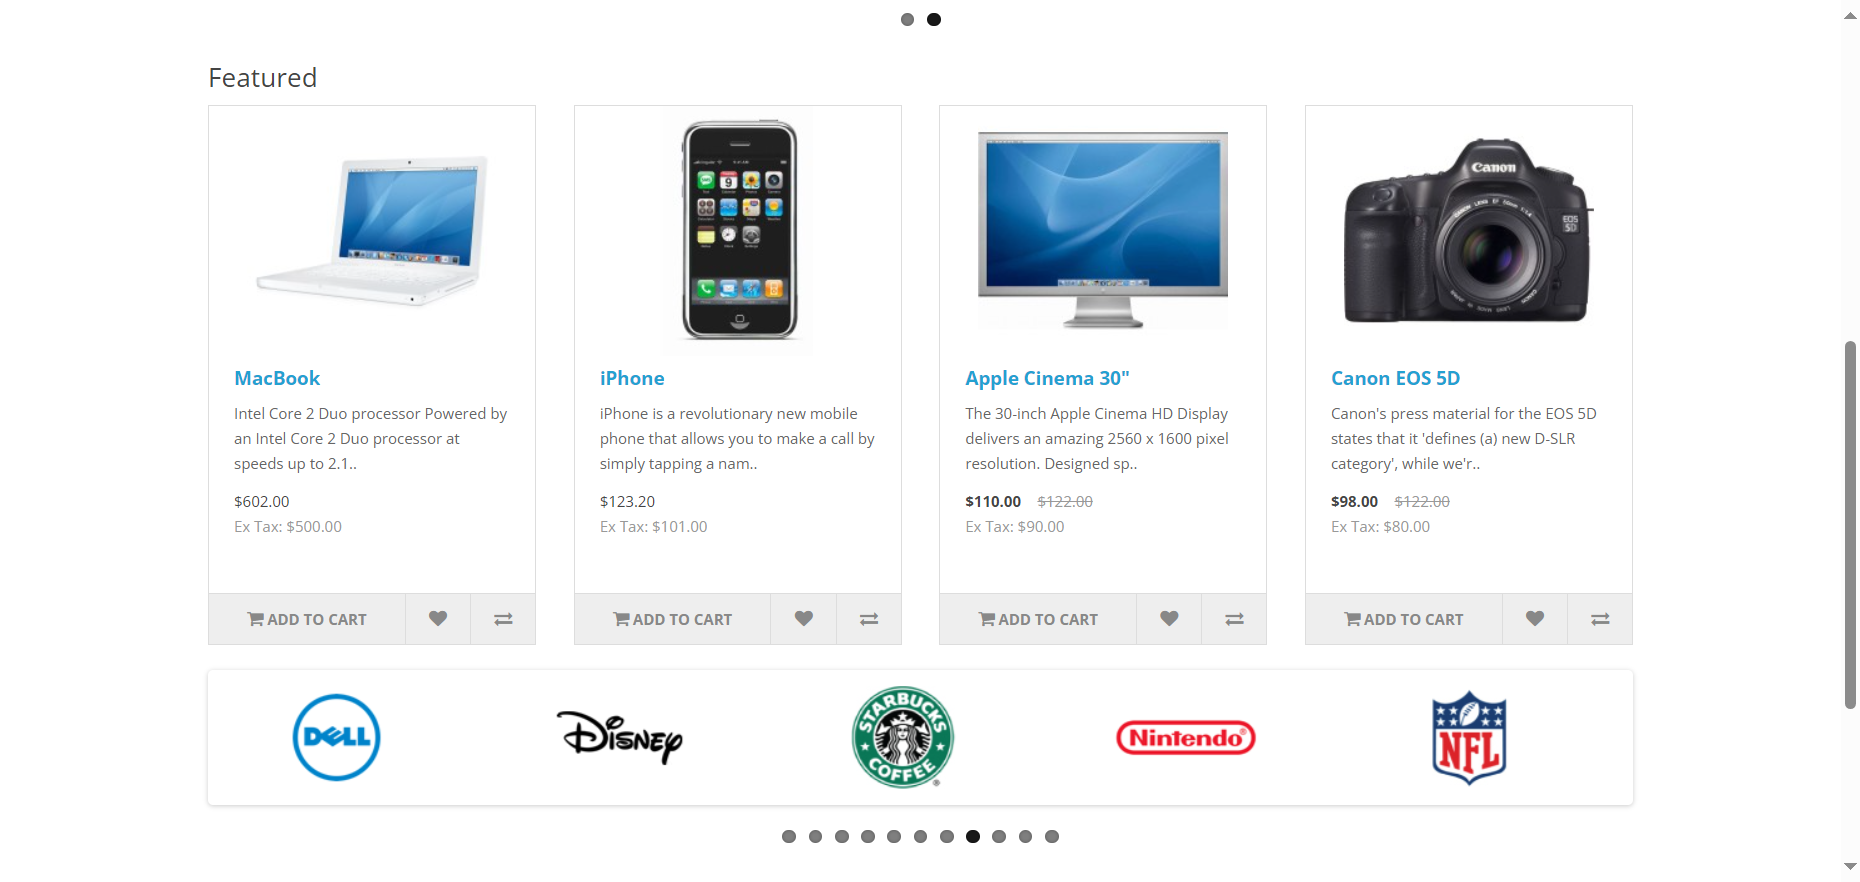 Featured
Canon
EOS
5D
MacBook
Intel Core 2 Duo processor Powered by
an Intel Core 2 Duo processor at
speeds up to 2.1..
$602.00
Ex Tax: $500.00
ADD TO CART
iPhone
iPhone is a revolutionary new mobile
phone that allows you to make a call by
simply tapping a nam..
$123.20
Ex Tax: $101.00
ADD TO CART
Apple Cinema 30"
The 30-inch Apple Cinema HD Display
delivers an amazing 2560 x 1600 pixel
resolution. Designed sp..
$110.00 $122.00
Ex Tax: $90.00
ADD TO CART
Canon EOS 5D
Canon's press material for the EOS 5D
states that it 'defines (a) new D-SLR
category', while we'r..
$98.00 $122.00
Ex Tax: $80.00
ADD TO CART
DELL
Disney
STARBUCKS
COFFEE
®
Nintendo®
NFL